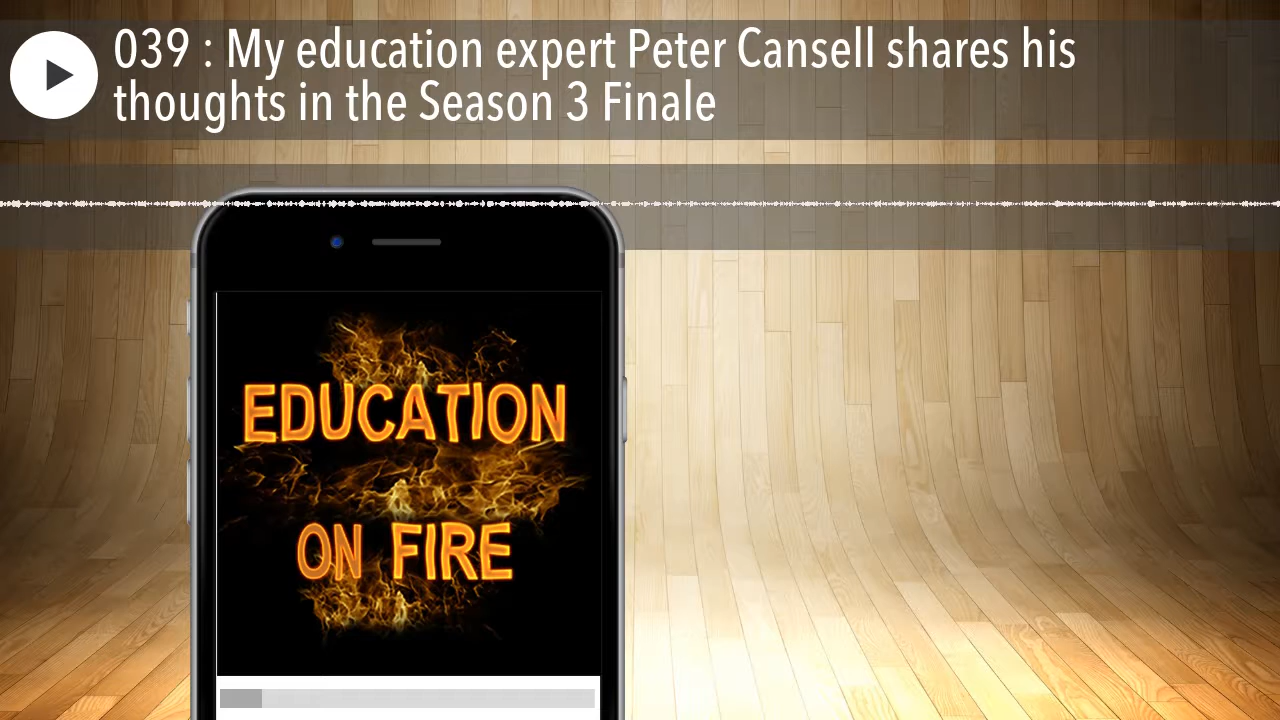 039 : My education expert Peter Cansell shares his
thoughts in the Season 3 Finale
EDUCATION
ON FIRE